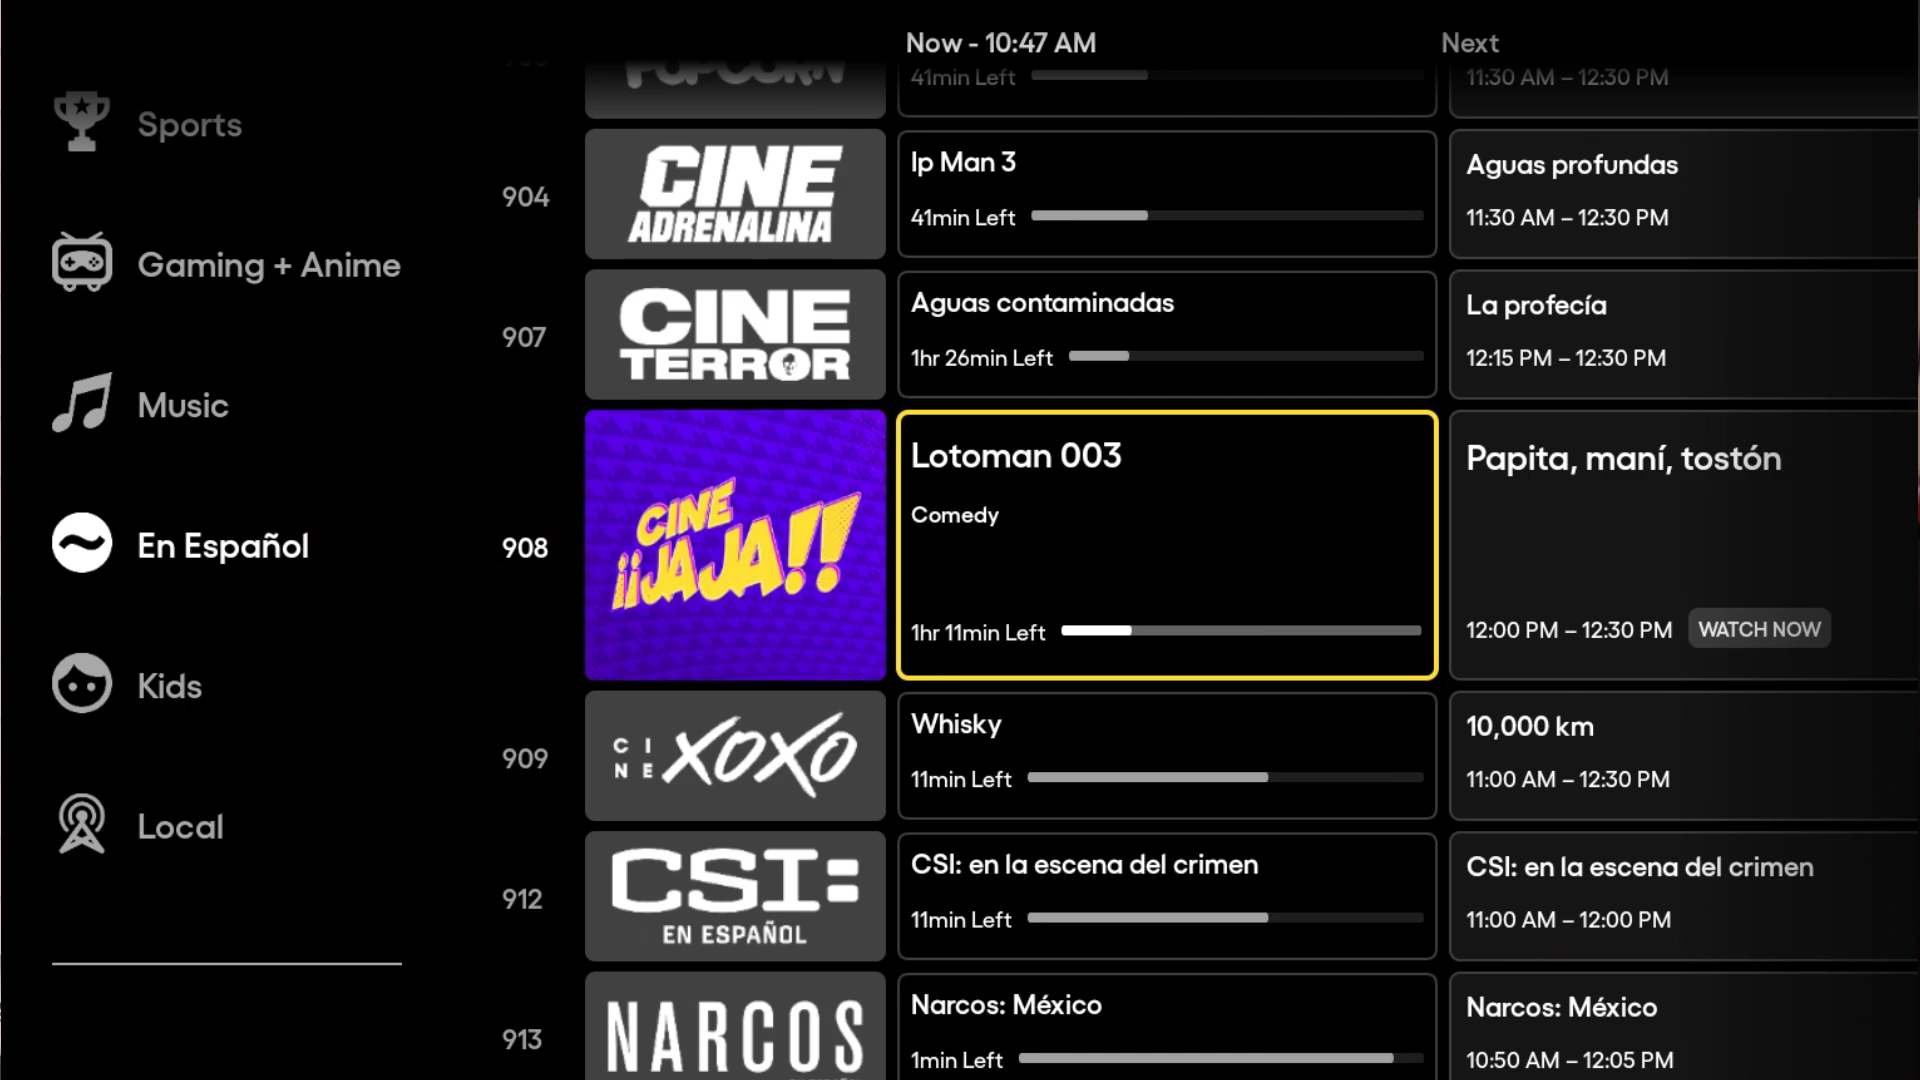 Now - 10:47 AM
Next
POPCORN
41min Left
11:30 AM – 12:30 PM
Sports
Gaming + Anime
Music
En Español
Kids
Local
904
CINE
ADRENALINA
Ip Man 3
41min Left
Aguas profundas
11:30 AM – 12:30 PM
907
CINE
TERROR
Aguas contaminadas
1hr 26min Left
La profecía
12:15 PM – 12:30 PM
908
CINE
¡¡JAJA!!
Lotoman 003
Comedy
1hr 11min Left
Papita, maní, tostón
12:00 PM – 12:30 PM
WATCH NOW
909
CINE XOXO
Whisky
11min Left
10,000 km
11:00 AM – 12:30 PM
912
CSI:
EN ESPAÑOL
CSI: en la escena del crimen
11min Left
CSI: en la escena del crimen
11:00 AM – 12:00 PM
913
NARCOS
Narcos: México
1min Left
Narcos: México
10:50 AM – 12:05 PM